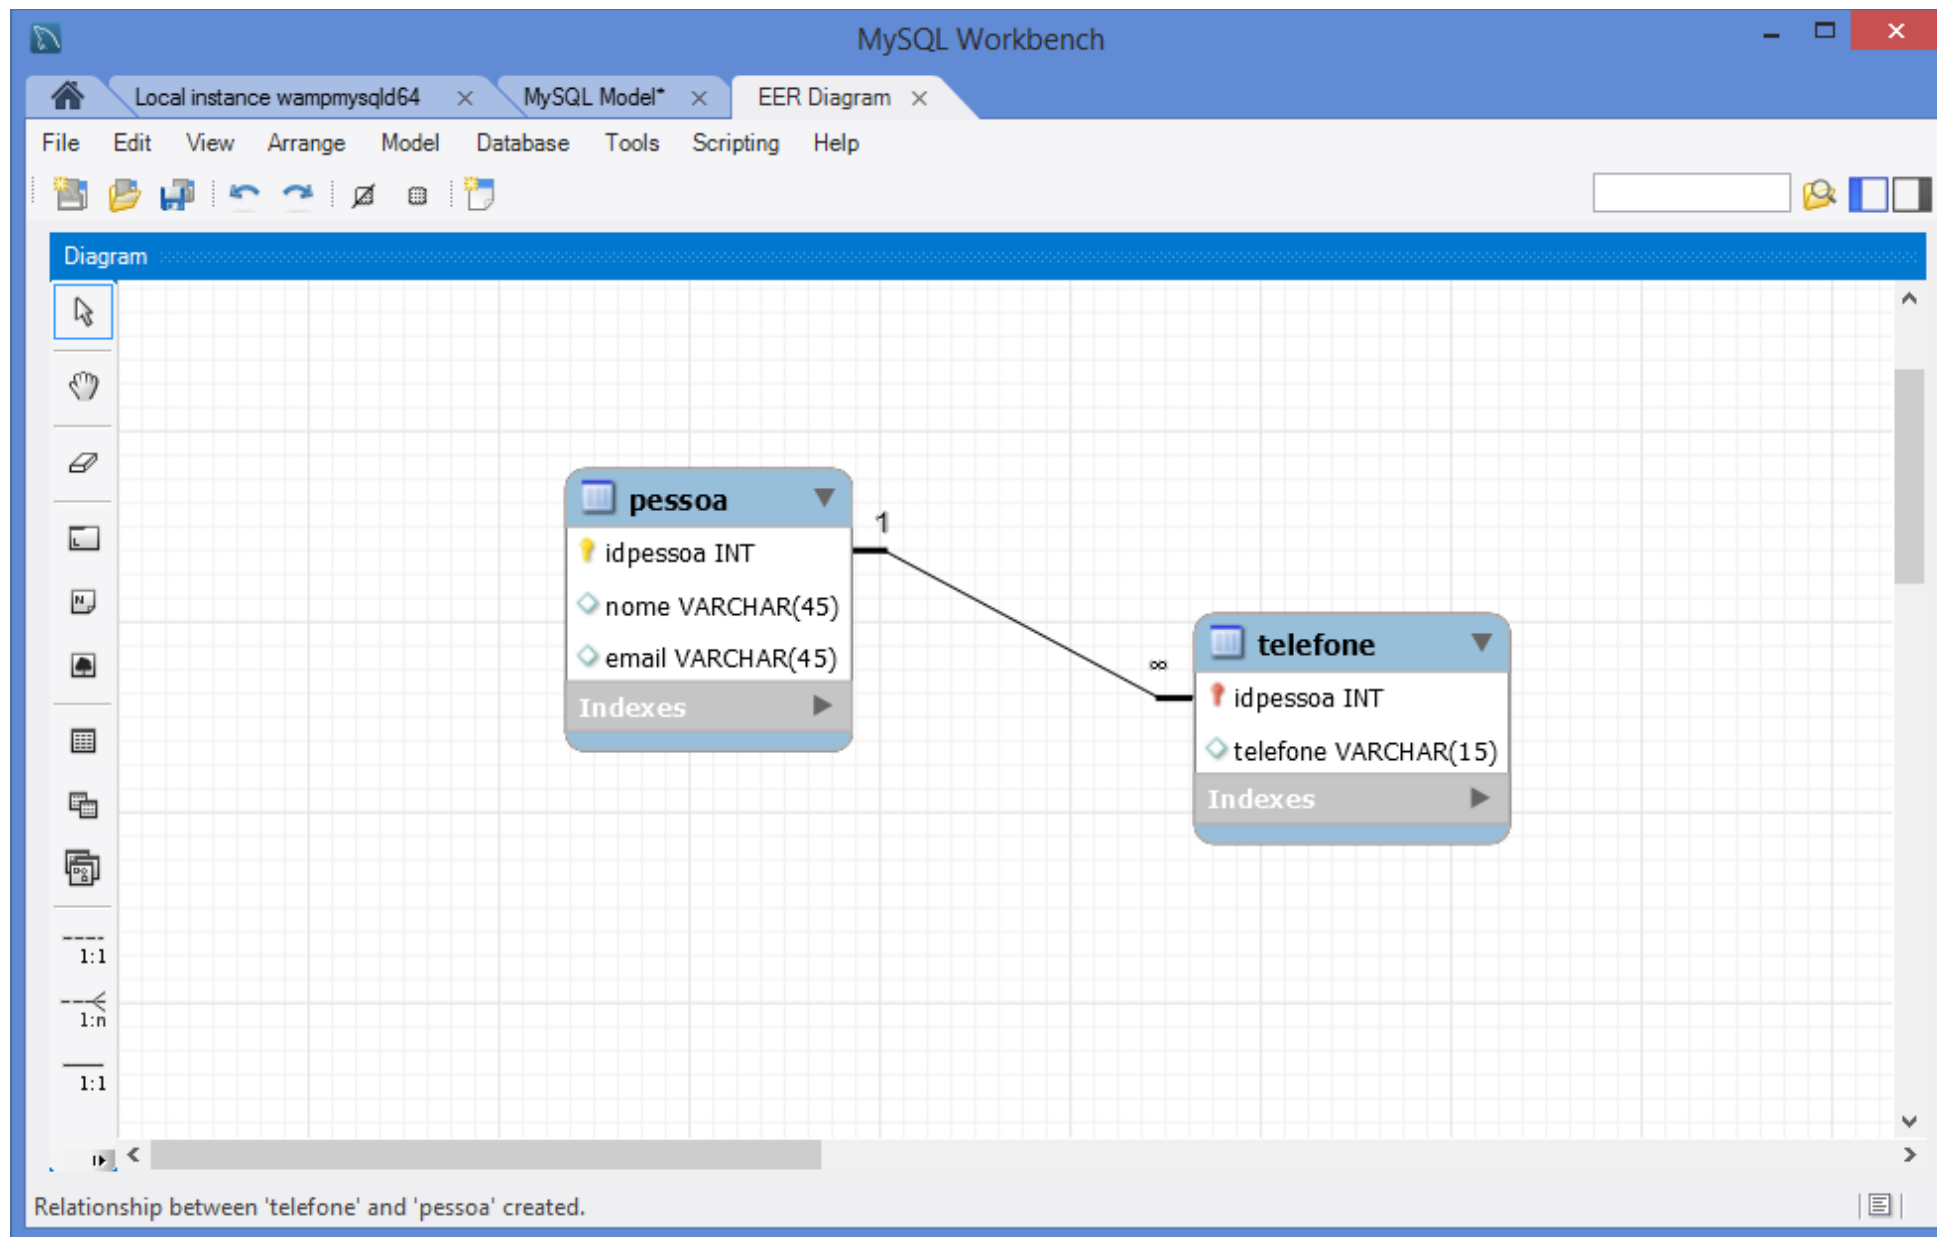 MySQL Workbench
Local instance wampmysqld64
MySQL Model*
EER Diagram
File Edit View Arrange Model Database Tools Scripting Help
Diagram
pessoa
idpessoa INT
nome VARCHAR(45)
email VARCHAR(45)
Indexes
1
∞
telefone
idpessoa INT
telefone VARCHAR(15)
Indexes
1:1
1:n
1:1
Relationship between 'telefone' and 'pessoa' created.